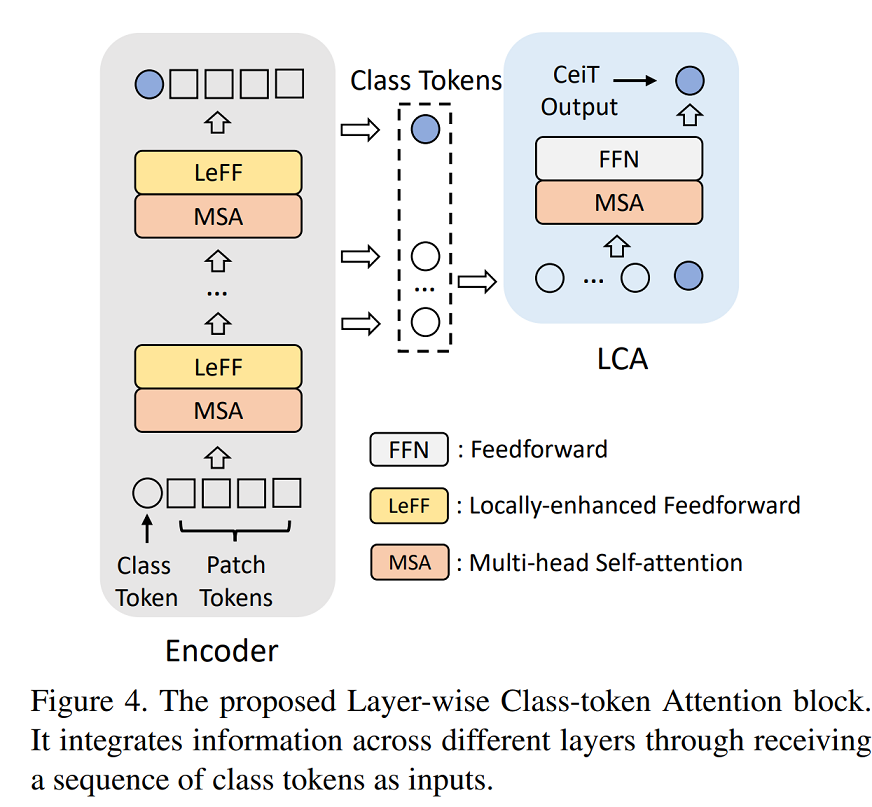 Class Tokens
CeiT
Output
LeFF
MSA
...
LeFF
MSA
Class
Token
Patch
Tokens
Encoder
...
FFN
MSA
...
LCA
FFN : Feedforward
LeFF : Locally-enhanced Feedforward
MSA : Multi-head Self-attention
Figure 4. The proposed Layer-wise Class-token Attention block.
It integrates information across different layers through receiving
a sequence of class tokens as inputs.